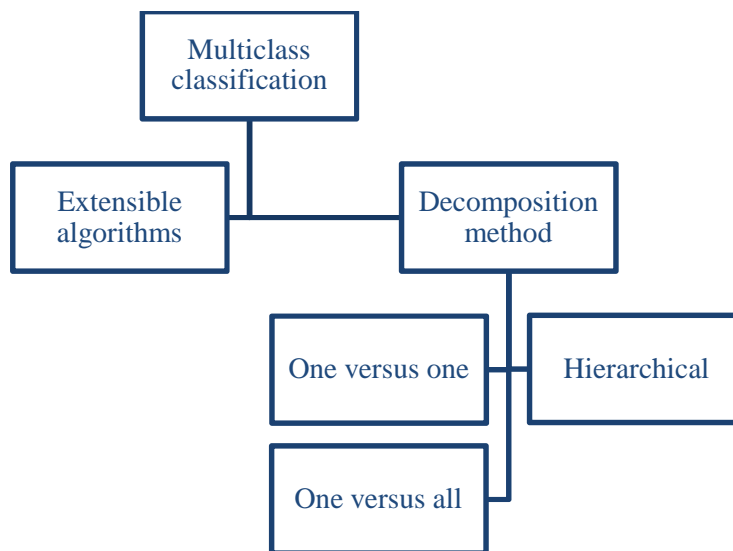 Multiclass
classification
Extensible
algorithms
Decomposition
method
One versus one
Hierarchical
One versus all